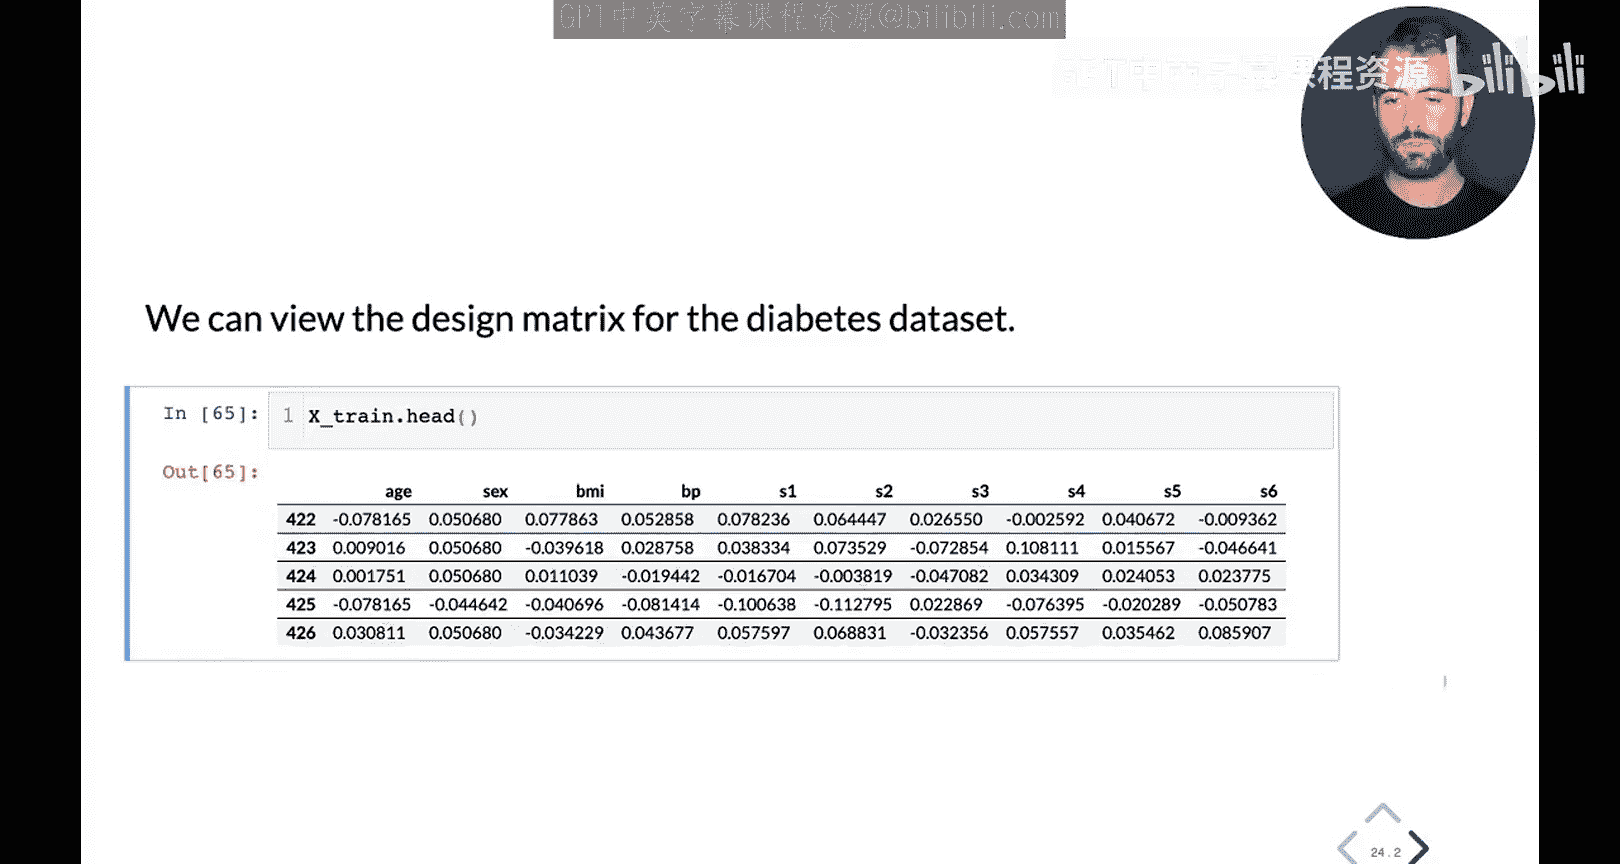 GPT中英字幕课程资源@bilibili.com
课程资源 bilibili
We can view the design matrix for the diabetes dataset.
In [65]: 1 X_train.head()
Out[65]:
age sex bmi bp s1 s2 s3 s4 s5 s6
422 -0.078165 0.050680 0.077863 0.052858 0.078236 0.064447 0.026550 -0.002592 0.040672 -0.009362
423 0.009016 0.050680 -0.039618 0.028758 0.038334 0.073529 -0.072854 0.108111 0.015567 -0.046641
424 0.001751 0.050680 0.011039 -0.019442 -0.016704 -0.003819 -0.047082 0.034309 0.024053 0.023775
425 -0.078165 -0.044642 -0.040696 -0.081414 -0.100638 -0.112795 0.022869 -0.076395 -0.020289 -0.050783
426 0.030811 0.050680 -0.034229 0.043677 0.057597 0.068831 -0.032356 0.057557 0.035462 0.085907
24.2